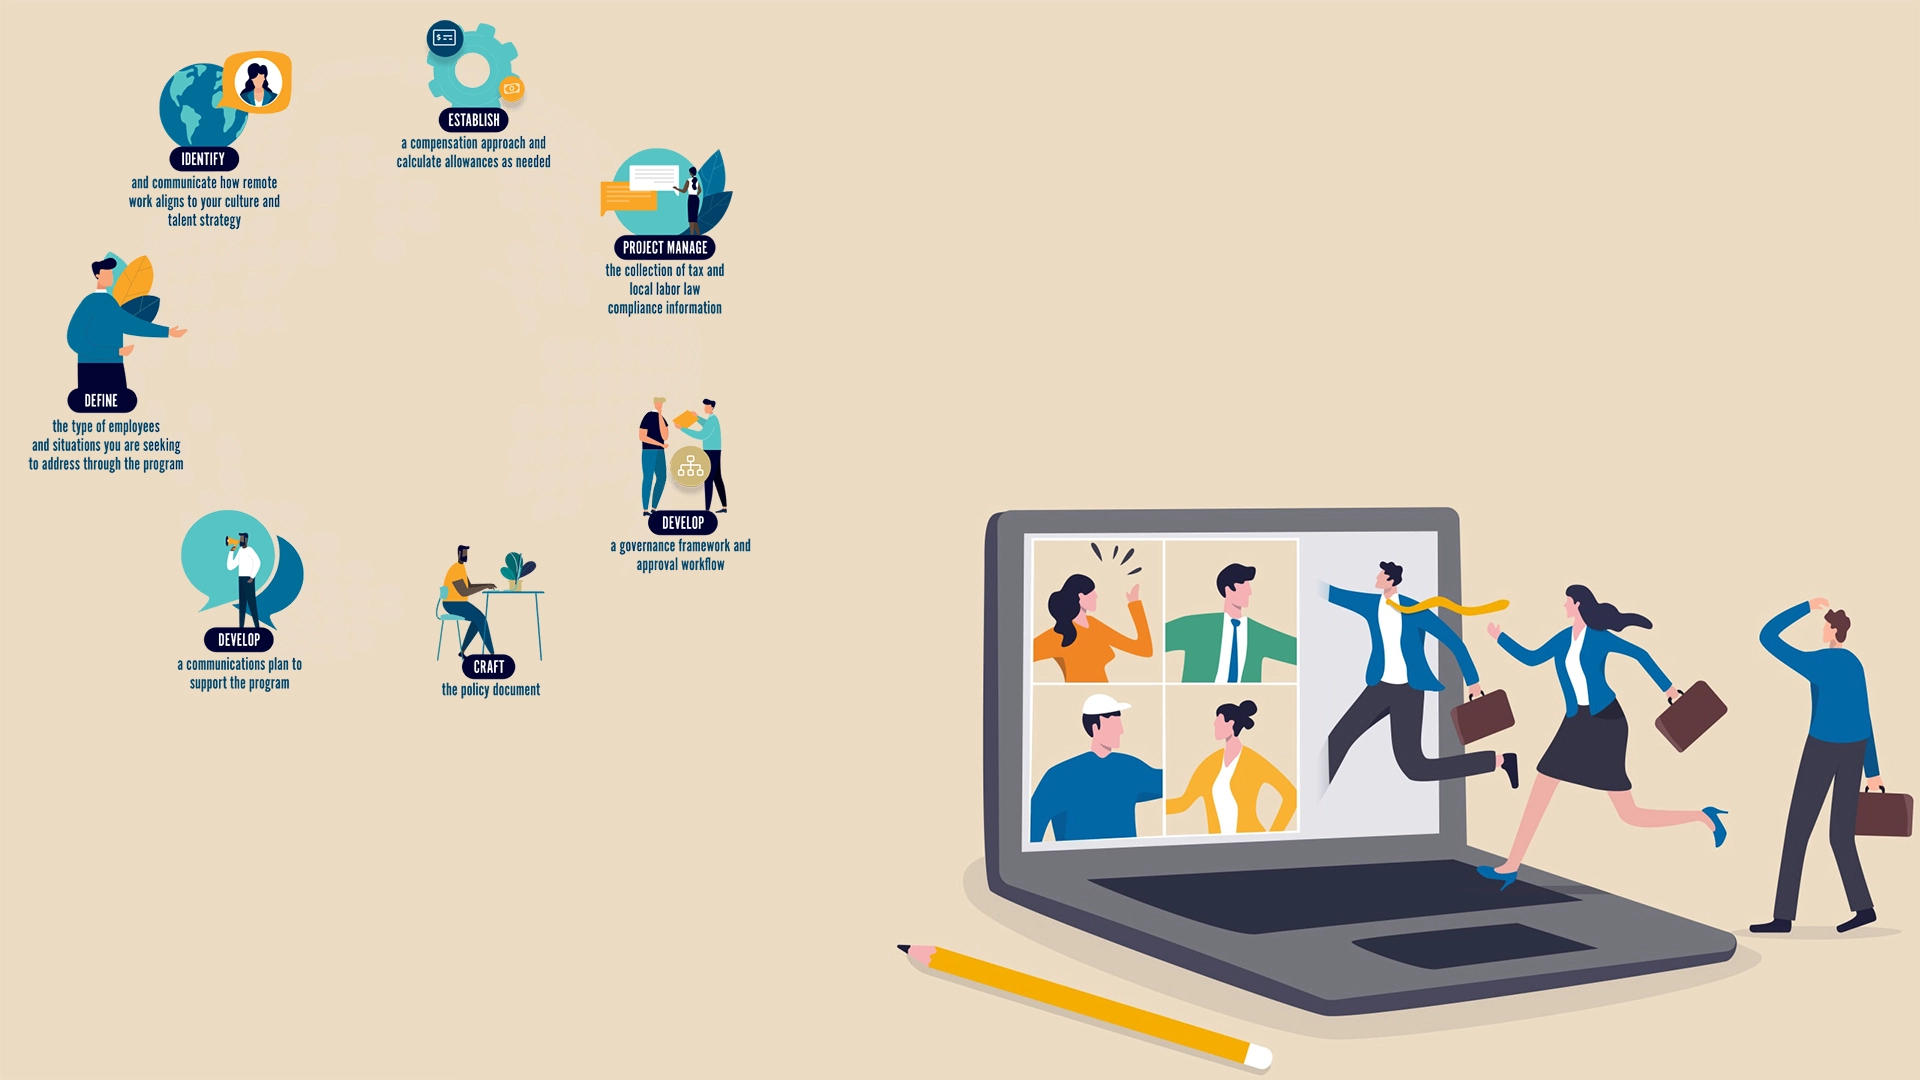 IDENTIFY
and communicate how remote
work aligns to your culture and
talent strategy
ESTABLISH
a compensation approach and
calculate allowances as needed
PROJECT MANAGE
the collection of tax and
local labor law
compliance information
DEFINE
the type of employees
and situations you are seeking
to address through the program
DEVELOP
a governance framework and
approval workflow
DEVELOP
a communications plan to
support the program
CRAFT
the policy document